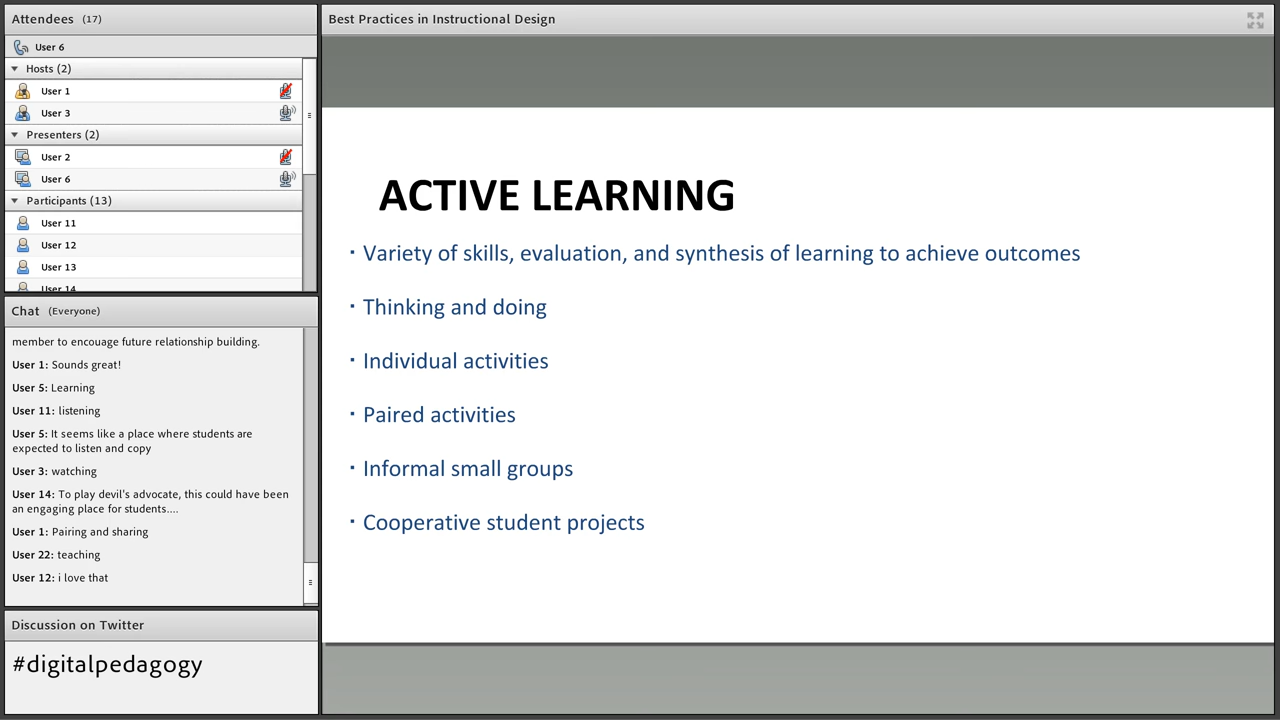 Attendees (17)
User 6
Hosts (2)
User 1
User 3
Presenters (2)
User 2
User 6
Participants (13)
User 11
User 12
User 13
User 14
Chat (Everyone)
member to encouage future relationship building.
User 1: Sounds great!
User 5: Learning
User 11: listening
User 5: It seems like a place where students are
expected to listen and copy
User 3: watching
User 14: To play devil's advocate, this could have been
an engaging place for students....
User 1: Pairing and sharing
User 22: teaching
User 12: i love that
Discussion on Twitter
#digitalpedagogy
Best Practices in Instructional Design
ACTIVE LEARNING
· Variety of skills, evaluation, and synthesis of learning to achieve outcomes
· Thinking and doing
· Individual activities
· Paired activities
· Informal small groups
· Cooperative student projects